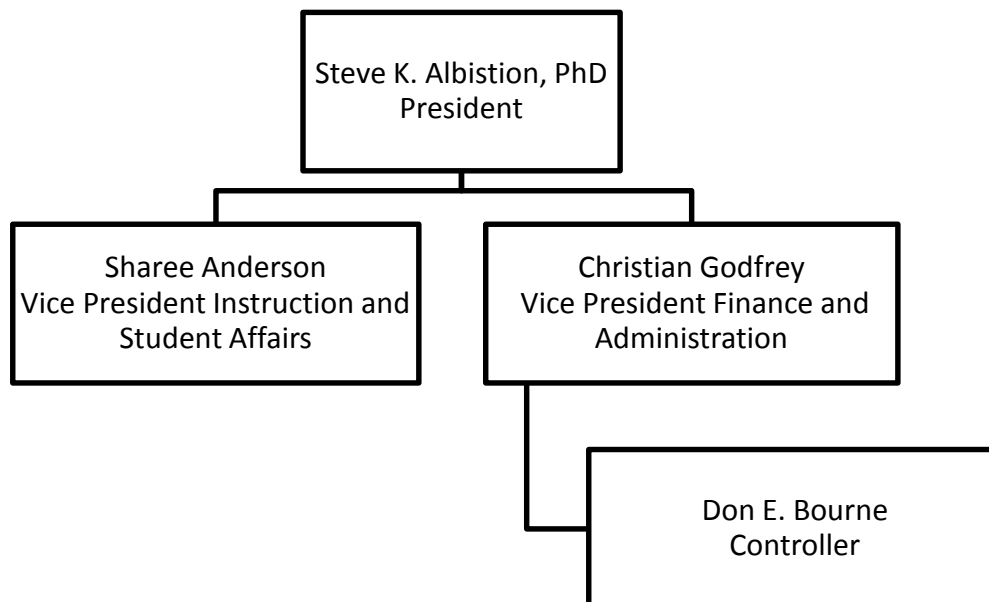 Steve K. Albistion, PhD
President
Sharee Anderson
Vice President Instruction and
Student Affairs
Christian Godfrey
Vice President Finance and
Administration
Don E. Bourne
Controller